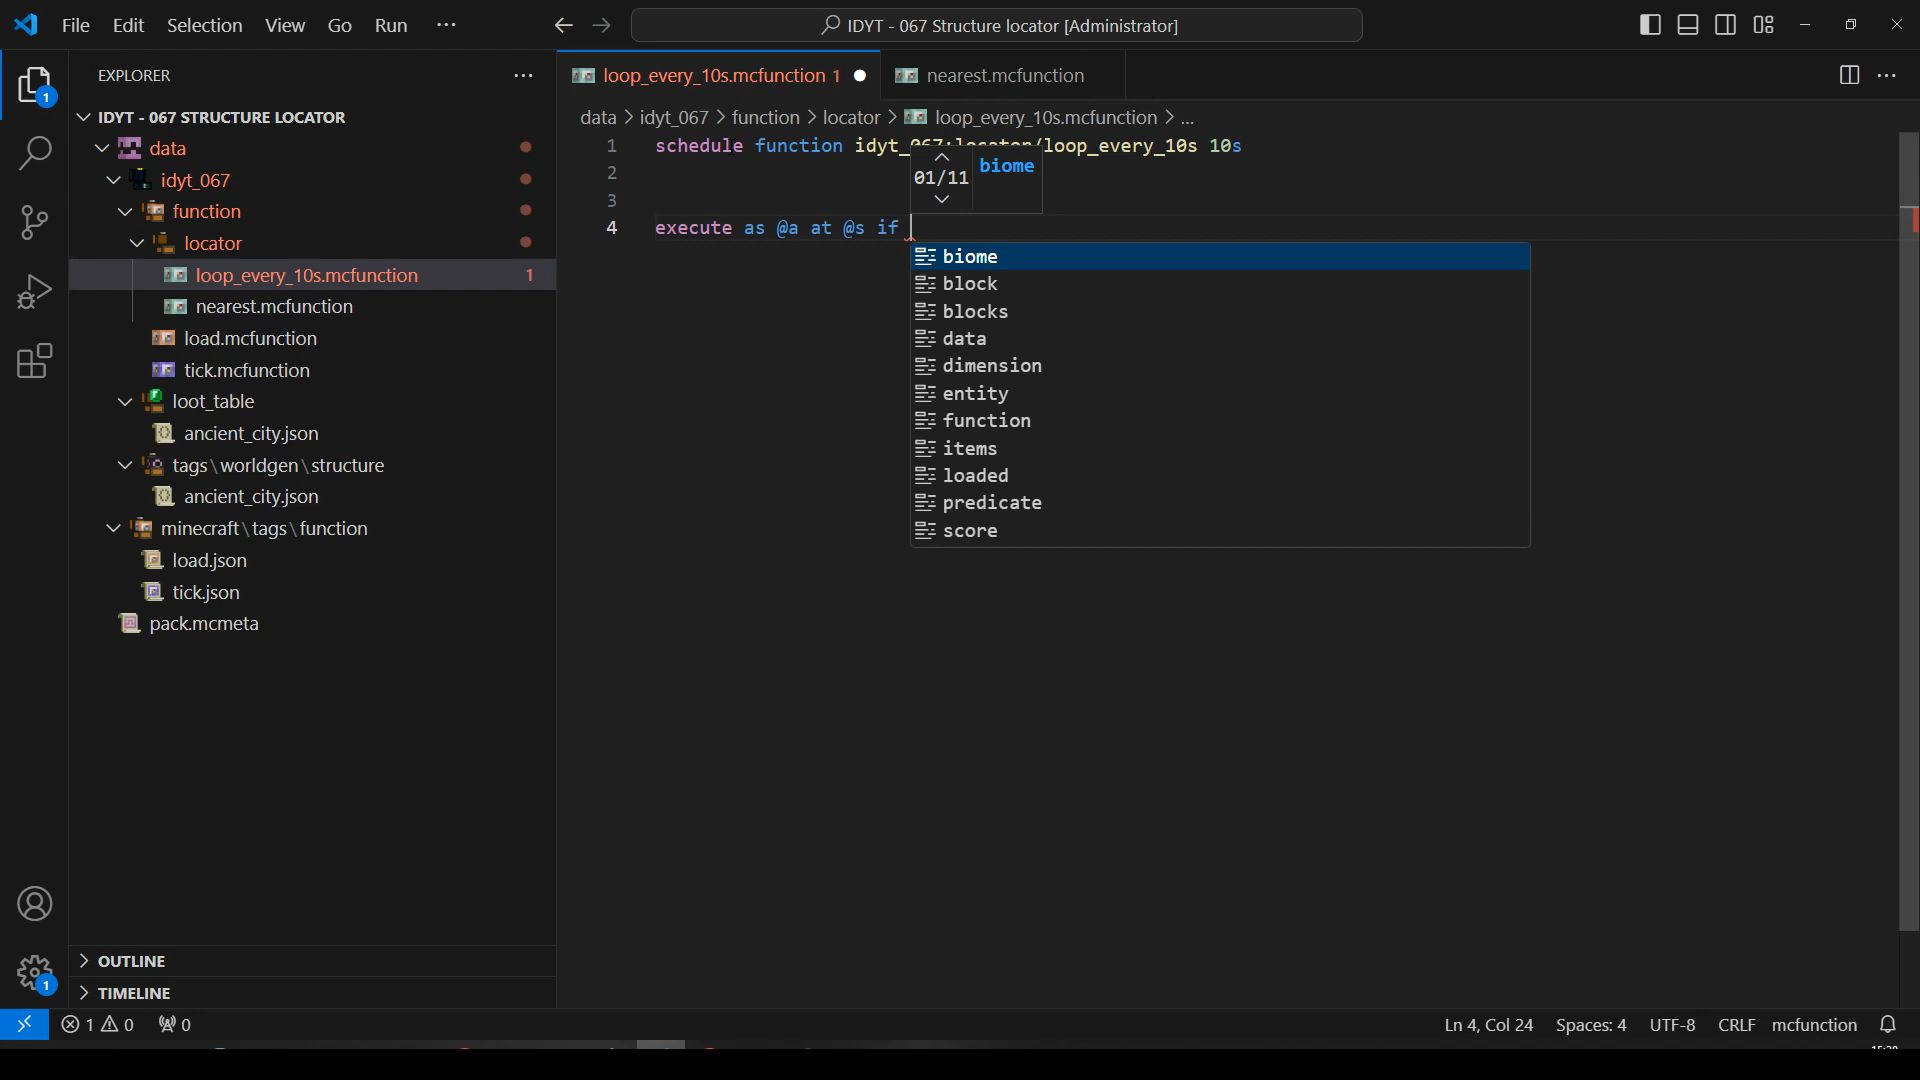 File Edit Selection View Go Run ···
IDYT - 067 Structure locator [Administrator]
EXPLORER
IDYT - 067 STRUCTURE LOCATOR
data
idyt_067
function
locator
loop_every_10s.mcfunction 1
nearest.mcfunction
load.mcfunction
tick.mcfunction
loot_table
ancient_city.json
tags\worldgen\structure
ancient_city.json
minecraft\tags\function
load.json
tick.json
pack.mcmeta
OUTLINE
TIMELINE
1
1
loop_every_10s.mcfunction 1
nearest.mcfunction
data > idyt_067 > function > locator > loop_every_10s.mcfunction > ...
1 schedule function idyt_067:locator/loop_every_10s 10s
2
3
4 execute as @a at @s if
01/11 biome
biome
block
blocks
data
dimension
entity
function
items
loaded
predicate
score
1 0 0
Ln 4, Col 24 Spaces: 4 UTF-8 CRLF mcfunction